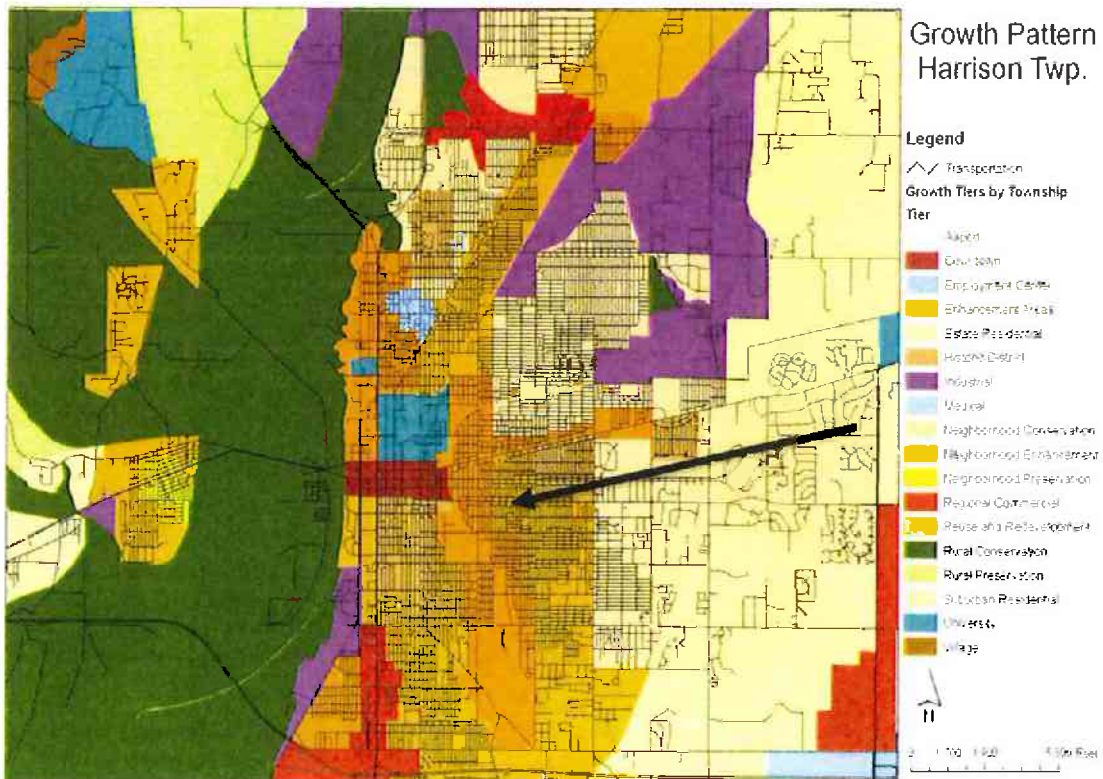 Growth Pattern
Harrison Twp.
Legend
Transportation
Growth Tiers by Township
Tier
Airport
Downtown
Employment Center
Enhancement Areas
Estate Residential
Historic District
Industrial
Medical
Neighborhood Conservation
Neighborhood Enhancement
Neighborhood Preservation
Regional Commercial
Reuse and Redevelopment
Rural Conservation
Rural Preservation
Suburban Residential
University
Village
N
0